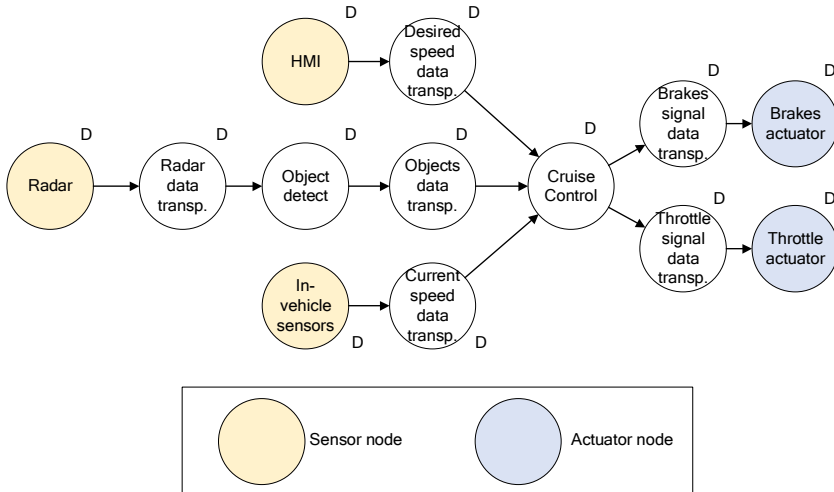 D
D
HMI
Desired
speed
data
transp.
D
D
Brakes
signal
data
transp.
Brakes
actuator
D
D
D
D
D
Radar
Radar
data
transp.
Object
detect
Objects
data
transp.
Cruise
Control
D
D
Throttle
signal
data
transp.
Throttle
actuator
In-
vehicle
sensors
Current
speed
data
transp.
D
D
Sensor node
Actuator node